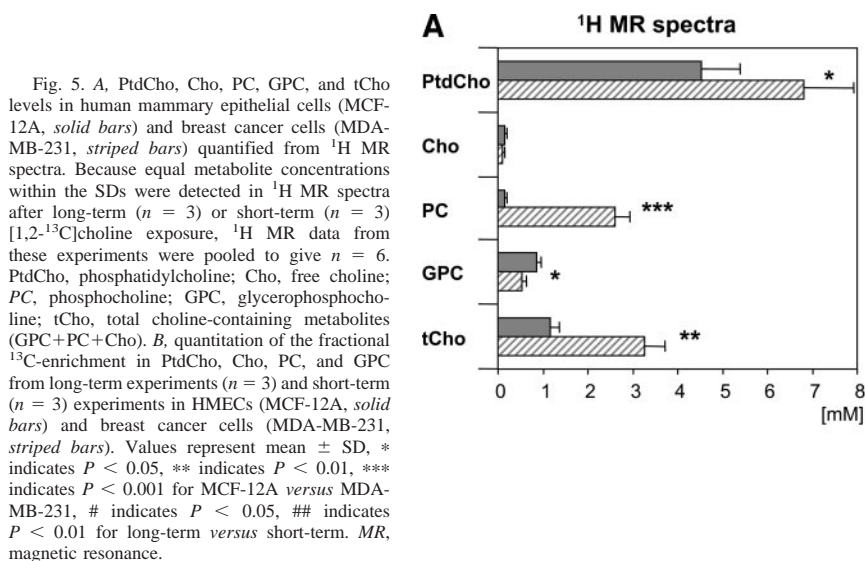 Fig. 5. A, PtdCho, Cho, PC, GPC, and tCho
levels in human mammary epithelial cells (MCF-
12A, solid bars) and breast cancer cells (MDA-
MB-231, striped bars) quantified from ¹H MR
spectra. Because equal metabolite concentrations
within the SDs were detected in ¹H MR spectra
after long-term (n = 3) or short-term (n = 3)
[1,2-¹³C]choline exposure, ¹H MR data from
these experiments were pooled to give n = 6.
PtdCho, phosphatidylcholine; Cho, free choline;
PC, phosphocholine; GPC, glycerophosphocho-
line; tCho, total choline-containing metabolites
(GPC+PC+Cho). B, quantitation of the fractional
¹³C-enrichment in PtdCho, Cho, PC, and GPC
from long-term experiments (n = 3) and short-term
(n = 3) experiments in HMECs (MCF-12A, solid
bars) and breast cancer cells (MDA-MB-231,
striped bars). Values represent mean ± SD, *
indicates P < 0.05, ** indicates P < 0.01, ***
indicates P < 0.001 for MCF-12A versus MDA-
MB-231, # indicates P < 0.05, ## indicates
P < 0.01 for long-term versus short-term. MR,
magnetic resonance.
A ¹H MR spectra
PtdCho *
Cho
PC ***
GPC *
tCho **
0 1 2 3 4 5 6 7 8
[mM]